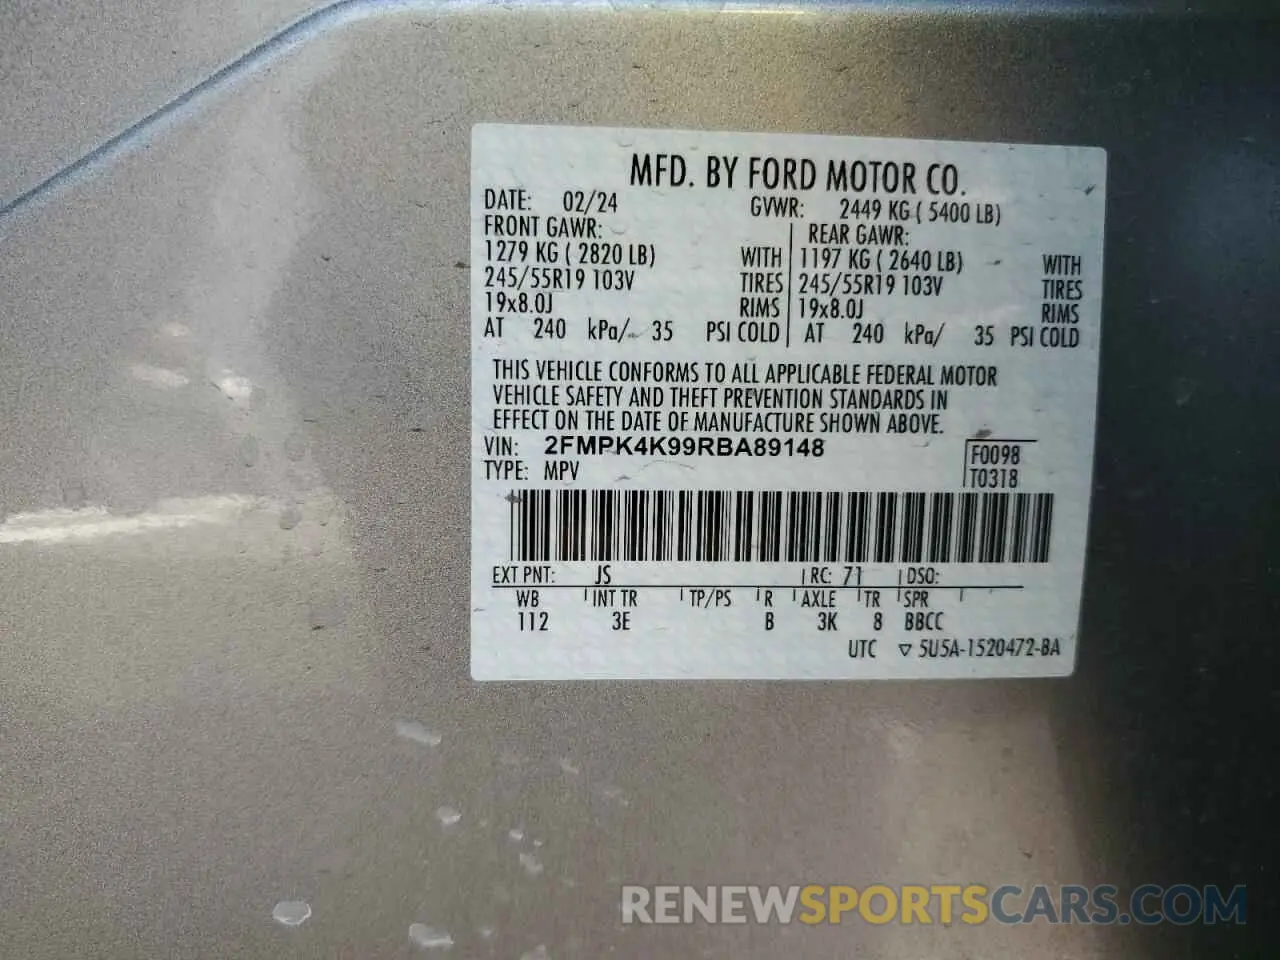 MFD. BY FORD MOTOR CO.
DATE: 02/24 GVWR: 2449 KG ( 5400 LB)
FRONT GAWR: REAR GAWR:
1279 KG ( 2820 LB) WITH 1197 KG ( 2640 LB) WITH
245/55R19 103V TIRES 245/55R19 103V TIRES
19x8.0J RIMS 19x8.0J RIMS
AT 240 kPa/ 35 PSI COLD AT 240 kPa/ 35 PSI COLD
THIS VEHICLE CONFORMS TO ALL APPLICABLE FEDERAL MOTOR
VEHICLE SAFETY AND THEFT PREVENTION STANDARDS IN
EFFECT ON THE DATE OF MANUFACTURE SHOWN ABOVE.
VIN: 2FMPK4K99RBA89148 F0098
TYPE: MPV T0318
EXT PNT: JS RC: 71 DSO:
WB INT TR TP/PS R AXLE TR SPR
112 3E B 3K 8 BBCC
UTC ▽ 5U5A-1520472-BA
RENEWSPORTSCARS.COM